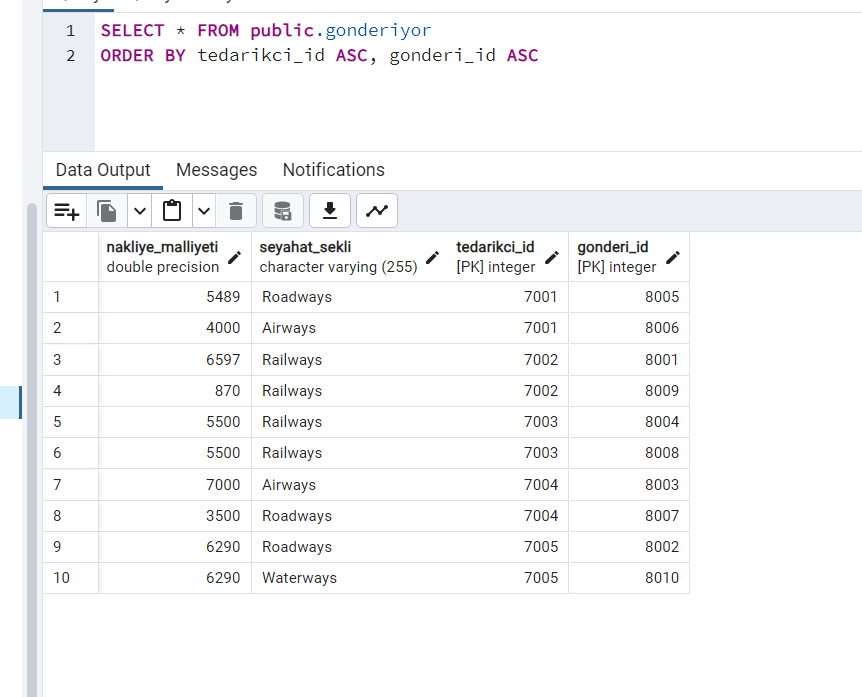 1 SELECT * FROM public.gonderiyor
2 ORDER BY tedarikci_id ASC, gonderi_id ASC
Data Output Messages Notifications
nakliye_malliyeti seyahat_sekli tedarikci_id gonderi_id
double precision character varying (255) [PK] integer [PK] integer
1 5489 Roadways 7001 8005
2 4000 Airways 7001 8006
3 6597 Railways 7002 8001
4 870 Railways 7002 8009
5 5500 Railways 7003 8004
6 5500 Railways 7003 8008
7 7000 Airways 7004 8003
8 3500 Roadways 7004 8007
9 6290 Roadways 7005 8002
10 6290 Waterways 7005 8010